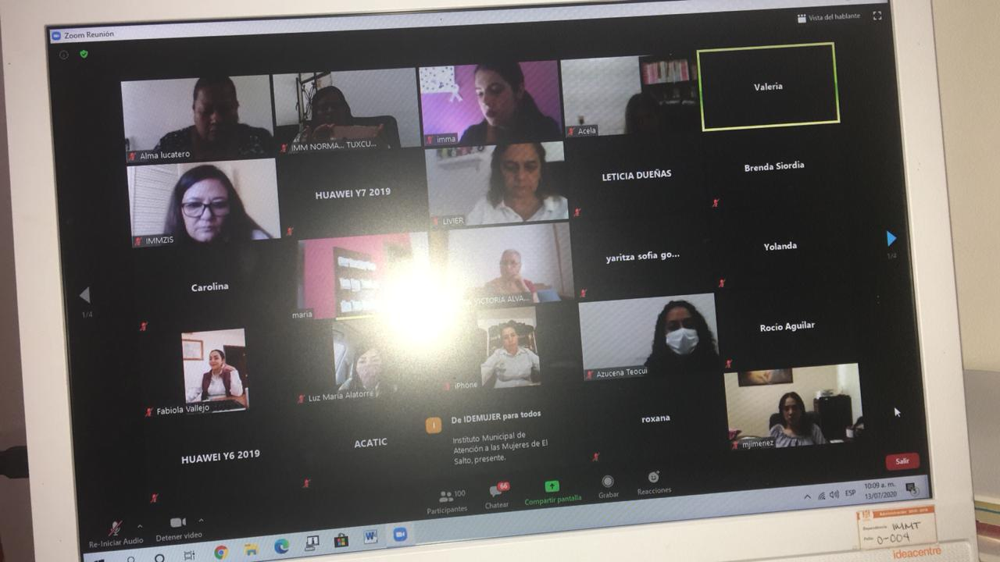 Zoom Reunión
Vista del hablante
Alma lucatero
IMM NORMA... TUXCU...
imma
Acela
Valeria
IMMZIS
HUAWEI Y7 2019
LIVIER
LETICIA DUEÑAS
Brenda Siordia
Carolina
maria
VICTORIA ALVA...
yaritza sofia go...
Yolanda
1/4
1/4
Fabiola Vallejo
Luz María Alatorre
iPhone
Azucena Teocui
Rocio Aguilar
HUAWEI Y6 2019
ACATIC
I
De IDEMUJER para todos
Instituto Municipal de
Atención a las Mujeres de El
Salto, presente.
roxana
mjimenez
Salir
Re-Iniciar Audio
Detener video
100
Participantes
66
Chatear
Compartir pantalla
Grabar
Reacciones
W
ESP
10:09 a. m.
13/07/2020
Dependencia: IMMT
Folio: 0-004
ideacentre